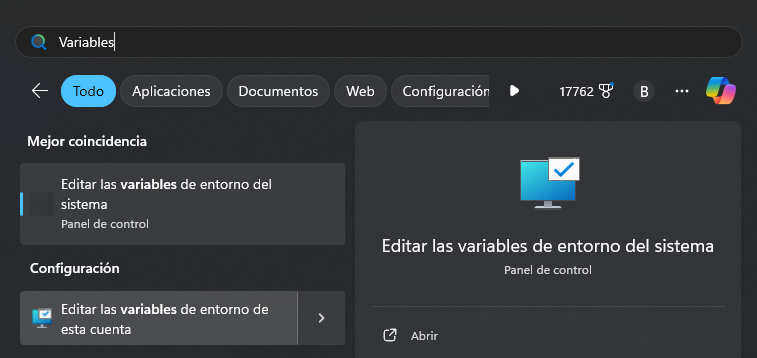 Variables
Todo
Aplicaciones
Documentos
Web
Configuración
17762
B
Mejor coincidencia
Editar las variables de entorno del
sistema
Panel de control
Configuración
Editar las variables de entorno de
esta cuenta
Editar las variables de entorno del sistema
Panel de control
Abrir